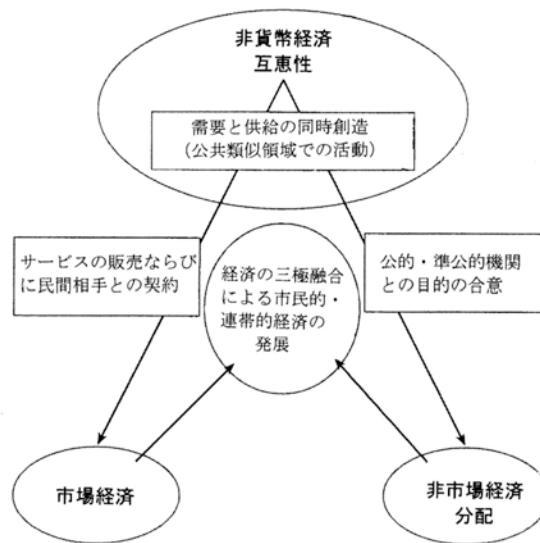 非貨幣経済
互恵性
需要と供給の同時創造
(公共類似領域での活動)
サービスの販売ならび
に民間相手との契約
経済の三極融合
による市民的・
連帯的経済の
発展
公的・準公的機関
との目的の合意
市場経済
非市場経済
分配